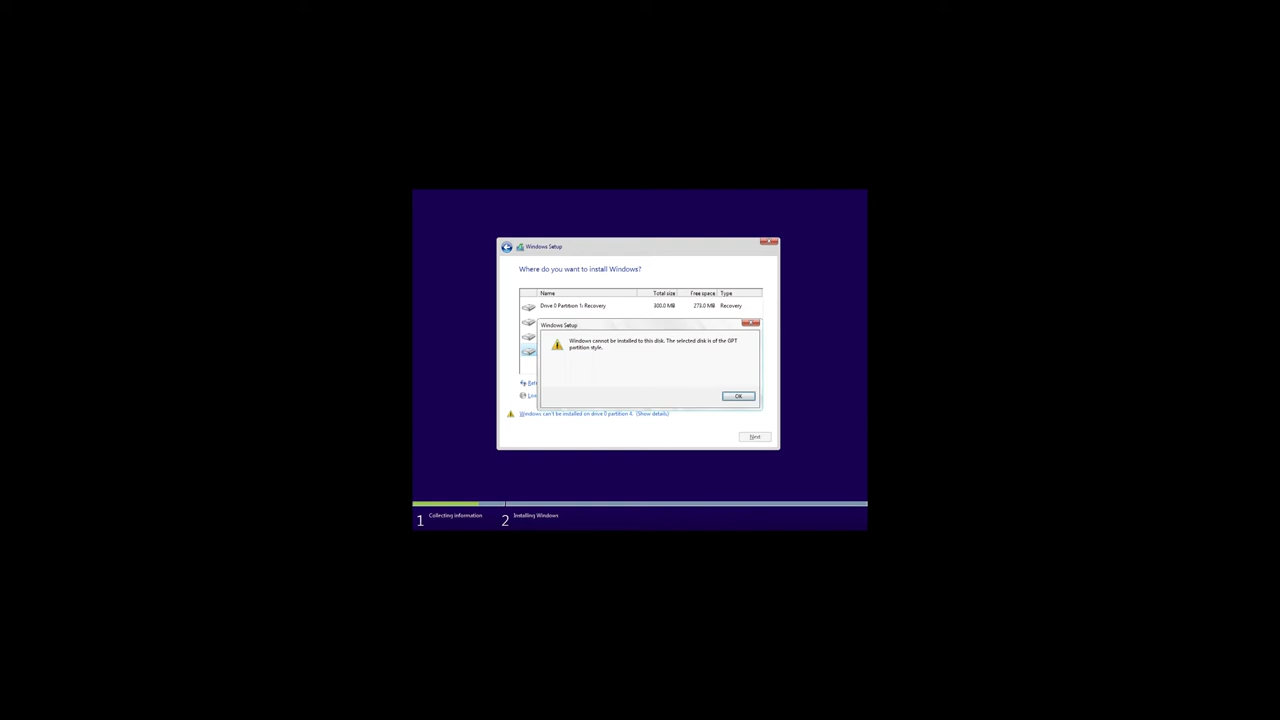 Windows Setup
Where do you want to install Windows?
Name Total size Free space Type
Drive 0 Partition 1: Recovery 300.0 MB 273.0 MB Recovery
Windows Setup
Windows cannot be installed to this disk. The selected disk is of the GPT
partition style.
OK
Windows can't be installed on drive 0 partition 4. (Show details)
Next
1 Collecting information
2 Installing Windows